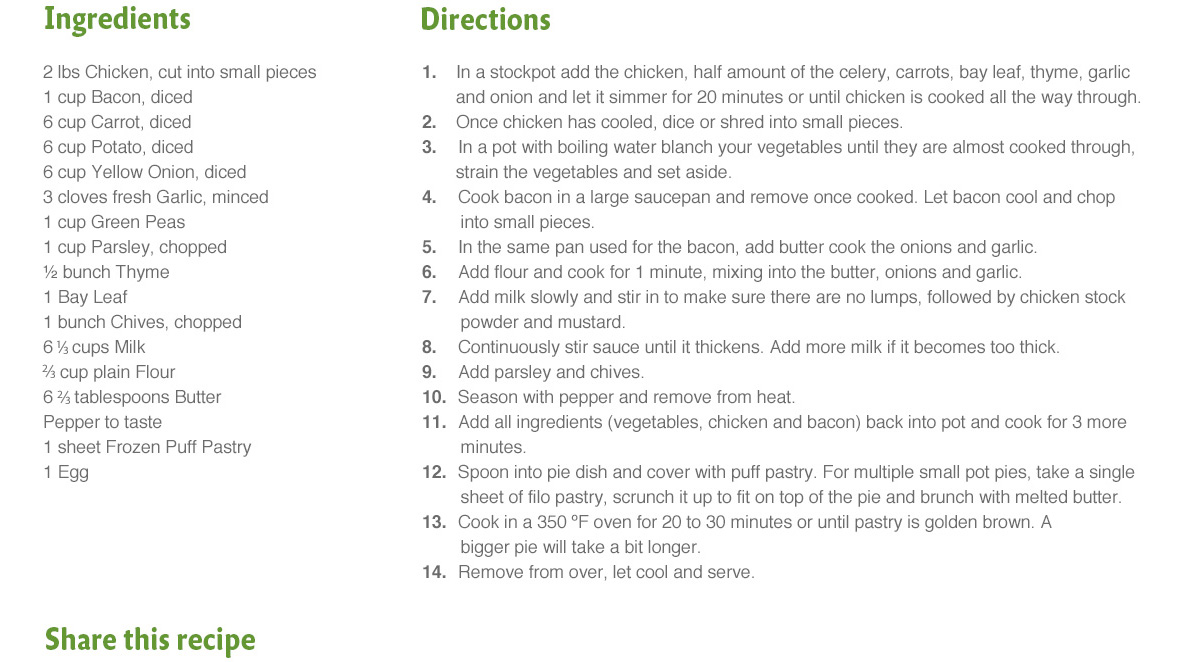 Ingredients
2 lbs Chicken, cut into small pieces
1 cup Bacon, diced
6 cup Carrot, diced
6 cup Potato, diced
6 cup Yellow Onion, diced
3 cloves fresh Garlic, minced
1 cup Green Peas
1 cup Parsley, chopped
½ bunch Thyme
1 Bay Leaf
1 bunch Chives, chopped
6 ⅓ cups Milk
⅔ cup plain Flour
6 ⅔ tablespoons Butter
Pepper to taste
1 sheet Frozen Puff Pastry
1 Egg
Directions
1. In a stockpot add the chicken, half amount of the celery, carrots, bay leaf, thyme, garlic
and onion and let it simmer for 20 minutes or until chicken is cooked all the way through.
2. Once chicken has cooled, dice or shred into small pieces.
3. In a pot with boiling water blanch your vegetables until they are almost cooked through,
strain the vegetables and set aside.
4. Cook bacon in a large saucepan and remove once cooked. Let bacon cool and chop
into small pieces.
5. In the same pan used for the bacon, add butter cook the onions and garlic.
6. Add flour and cook for 1 minute, mixing into the butter, onions and garlic.
7. Add milk slowly and stir in to make sure there are no lumps, followed by chicken stock
powder and mustard.
8. Continuously stir sauce until it thickens. Add more milk if it becomes too thick.
9. Add parsley and chives.
10. Season with pepper and remove from heat.
11. Add all ingredients (vegetables, chicken and bacon) back into pot and cook for 3 more
minutes.
12. Spoon into pie dish and cover with puff pastry. For multiple small pot pies, take a single
sheet of filo pastry, scrunch it up to fit on top of the pie and brunch with melted butter.
13. Cook in a 350 ºF oven for 20 to 30 minutes or until pastry is golden brown. A
bigger pie will take a bit longer.
14. Remove from over, let cool and serve.
Share this recipe